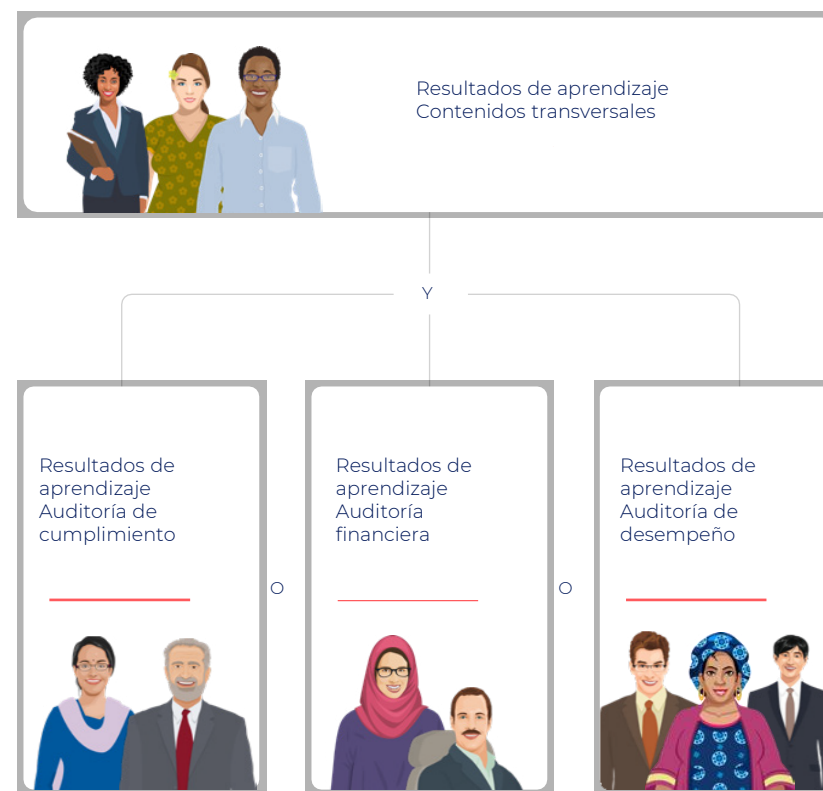 Resultados de aprendizaje
Contenidos transversales
Y
Resultados de
aprendizaje
Auditoría de
cumplimiento
O
Resultados de
aprendizaje
Auditoría
financiera
O
Resultados de
aprendizaje
Auditoría de
desempeño